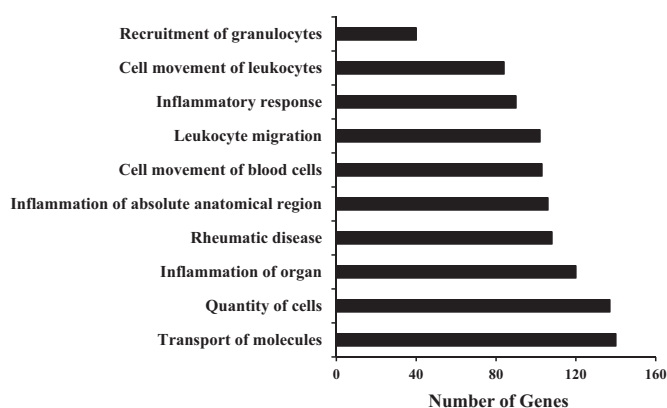 Recruitment of granulocytes
Cell movement of leukocytes
Inflammatory response
Leukocyte migration
Cell movement of blood cells
Inflammation of absolute anatomical region
Rheumatic disease
Inflammation of organ
Quantity of cells
Transport of molecules
0 40 80 120 160
Number of Genes